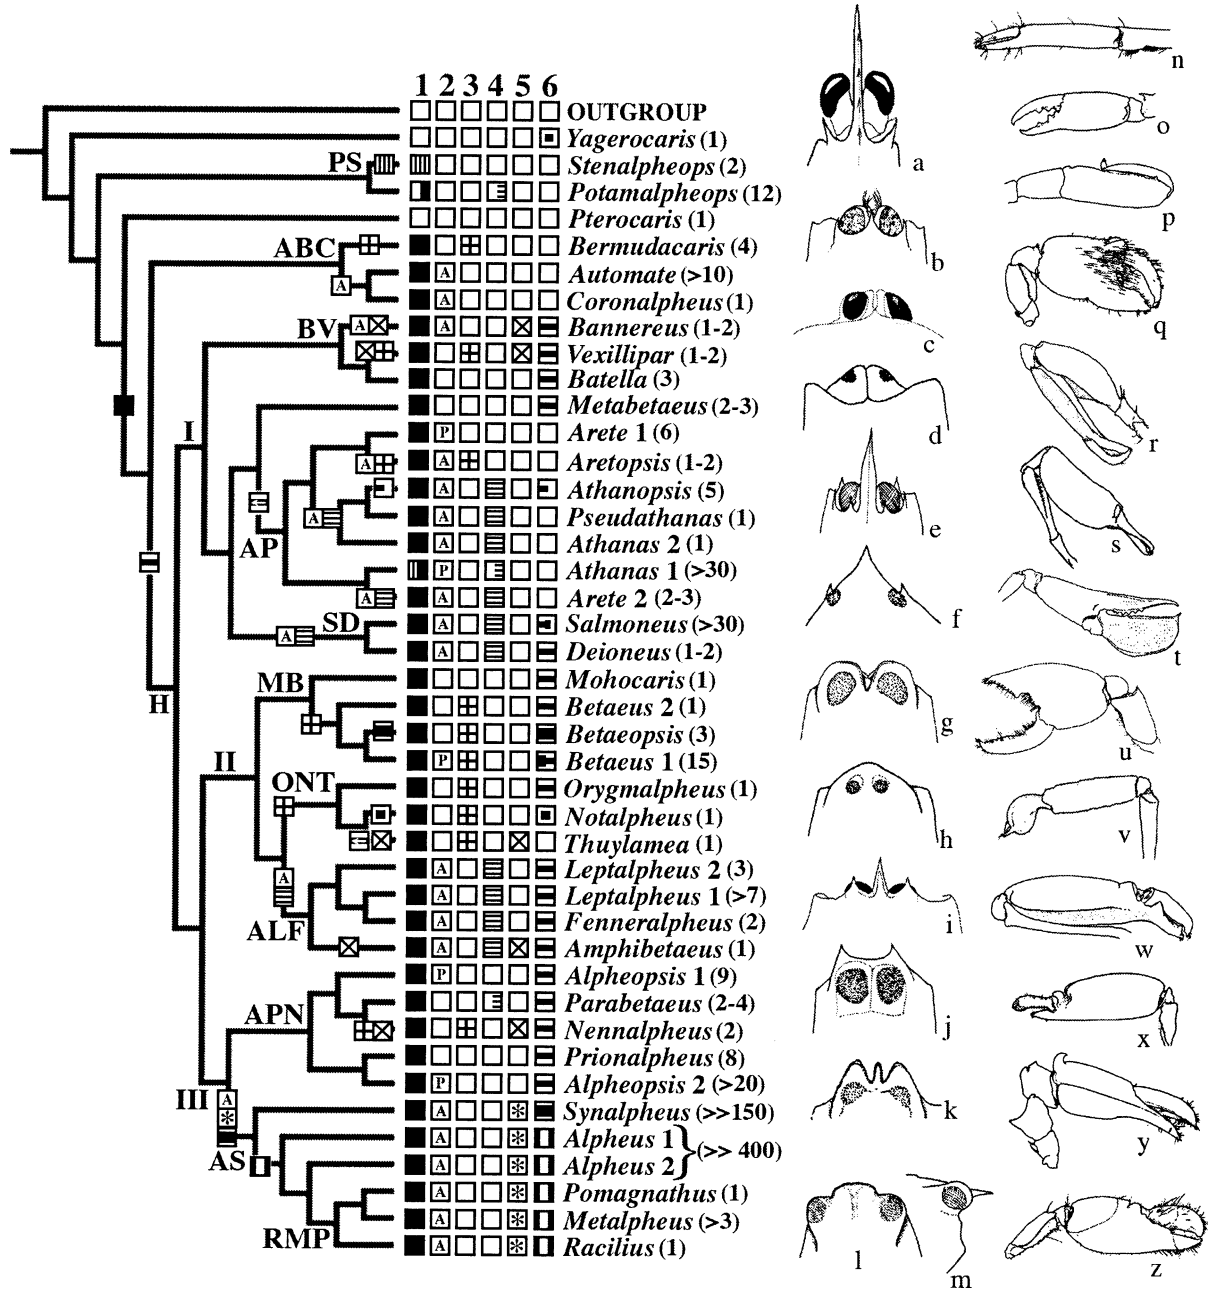 1 2 3 4 5 6
OUTGROUP
Yagerocaris (1)
PS Stenalpheops (2)
Potamalpheops (12)
Pterocaris (1)
ABC Bermudacaris (4)
A A Automate (>10)
A Coronalpheus (1)
BV A A Bannereus (1-2)
Vexillipar (1-2)
Batella (3)
Metabetaeus (2-3)
I P Arete 1 (6)
A A Aretopsis (1-2)
A Athanopsis (5)
A A Pseudathanas (1)
AP A Athanas 2 (1)
P Athanas 1 (>30)
A A Arete 2 (2-3)
SD A Salmoneus (>30)
A A Deioneus (1-2)
MB Mohocaris (1)
H Betaeus 2 (1)
Betaeopsis (3)
II P Betaeus 1 (15)
ONT Orygmalpheus (1)
Notalpheus (1)
Thuylamea (1)
A A Leptalpheus 2 (3)
A Leptalpheus 1 (>7)
ALF A Fenneralpheus (2)
A Amphibetaeus (1)
P Alpheopsis 1 (9)
APN Parabetaeus (2-4)
Nennalpheus (2)
Prionalpheus (8)
P Alpheopsis 2 (>20)
III A * A * Synalpheus (>>150)
A * Alpheus 1
(>> 400)
AS A * Alpheus 2
A * Pomagnathus (1)
A * Metalpheus (>3)
RMP A * Racilius (1)
a
b
c
d
e
f
g
h
i
j
k
l
m
n
o
p
q
r
s
t
u
v
w
x
y
z